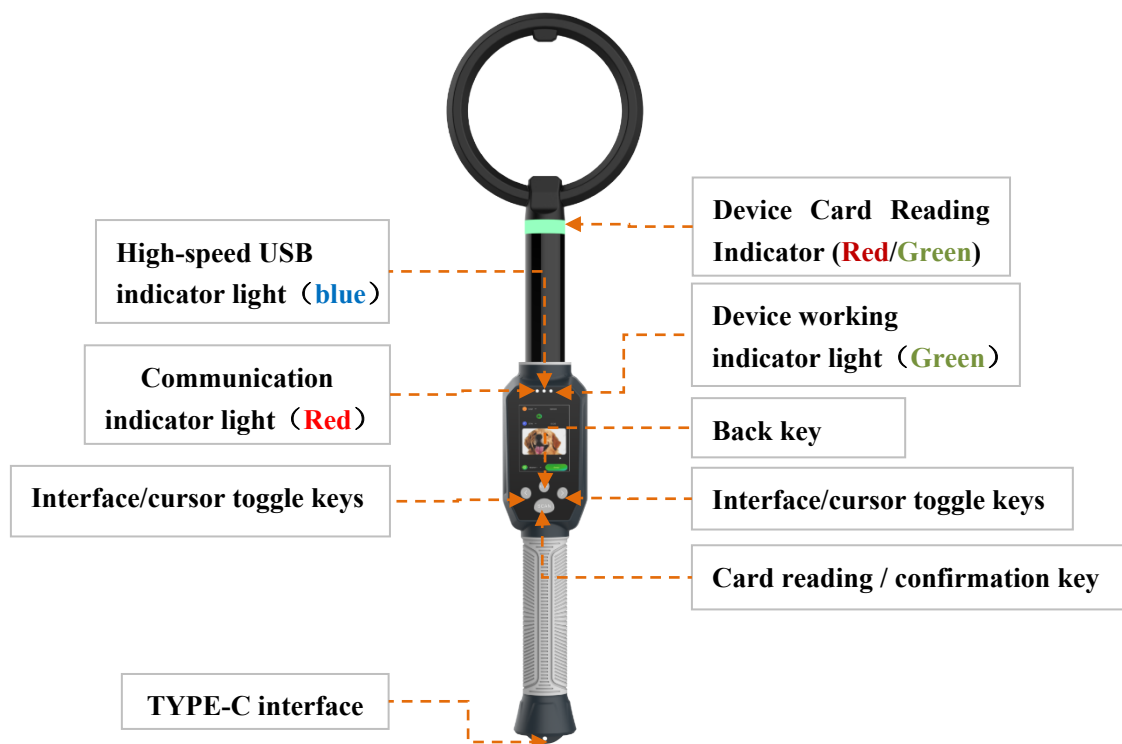 Device Card Reading
Indicator (Red/Green)
High-speed USB
indicator light（blue）
Device working
indicator light（Green）
Communication
indicator light（Red）
Back key
Interface/cursor toggle keys
Interface/cursor toggle keys
Card reading / confirmation key
TYPE-C interface